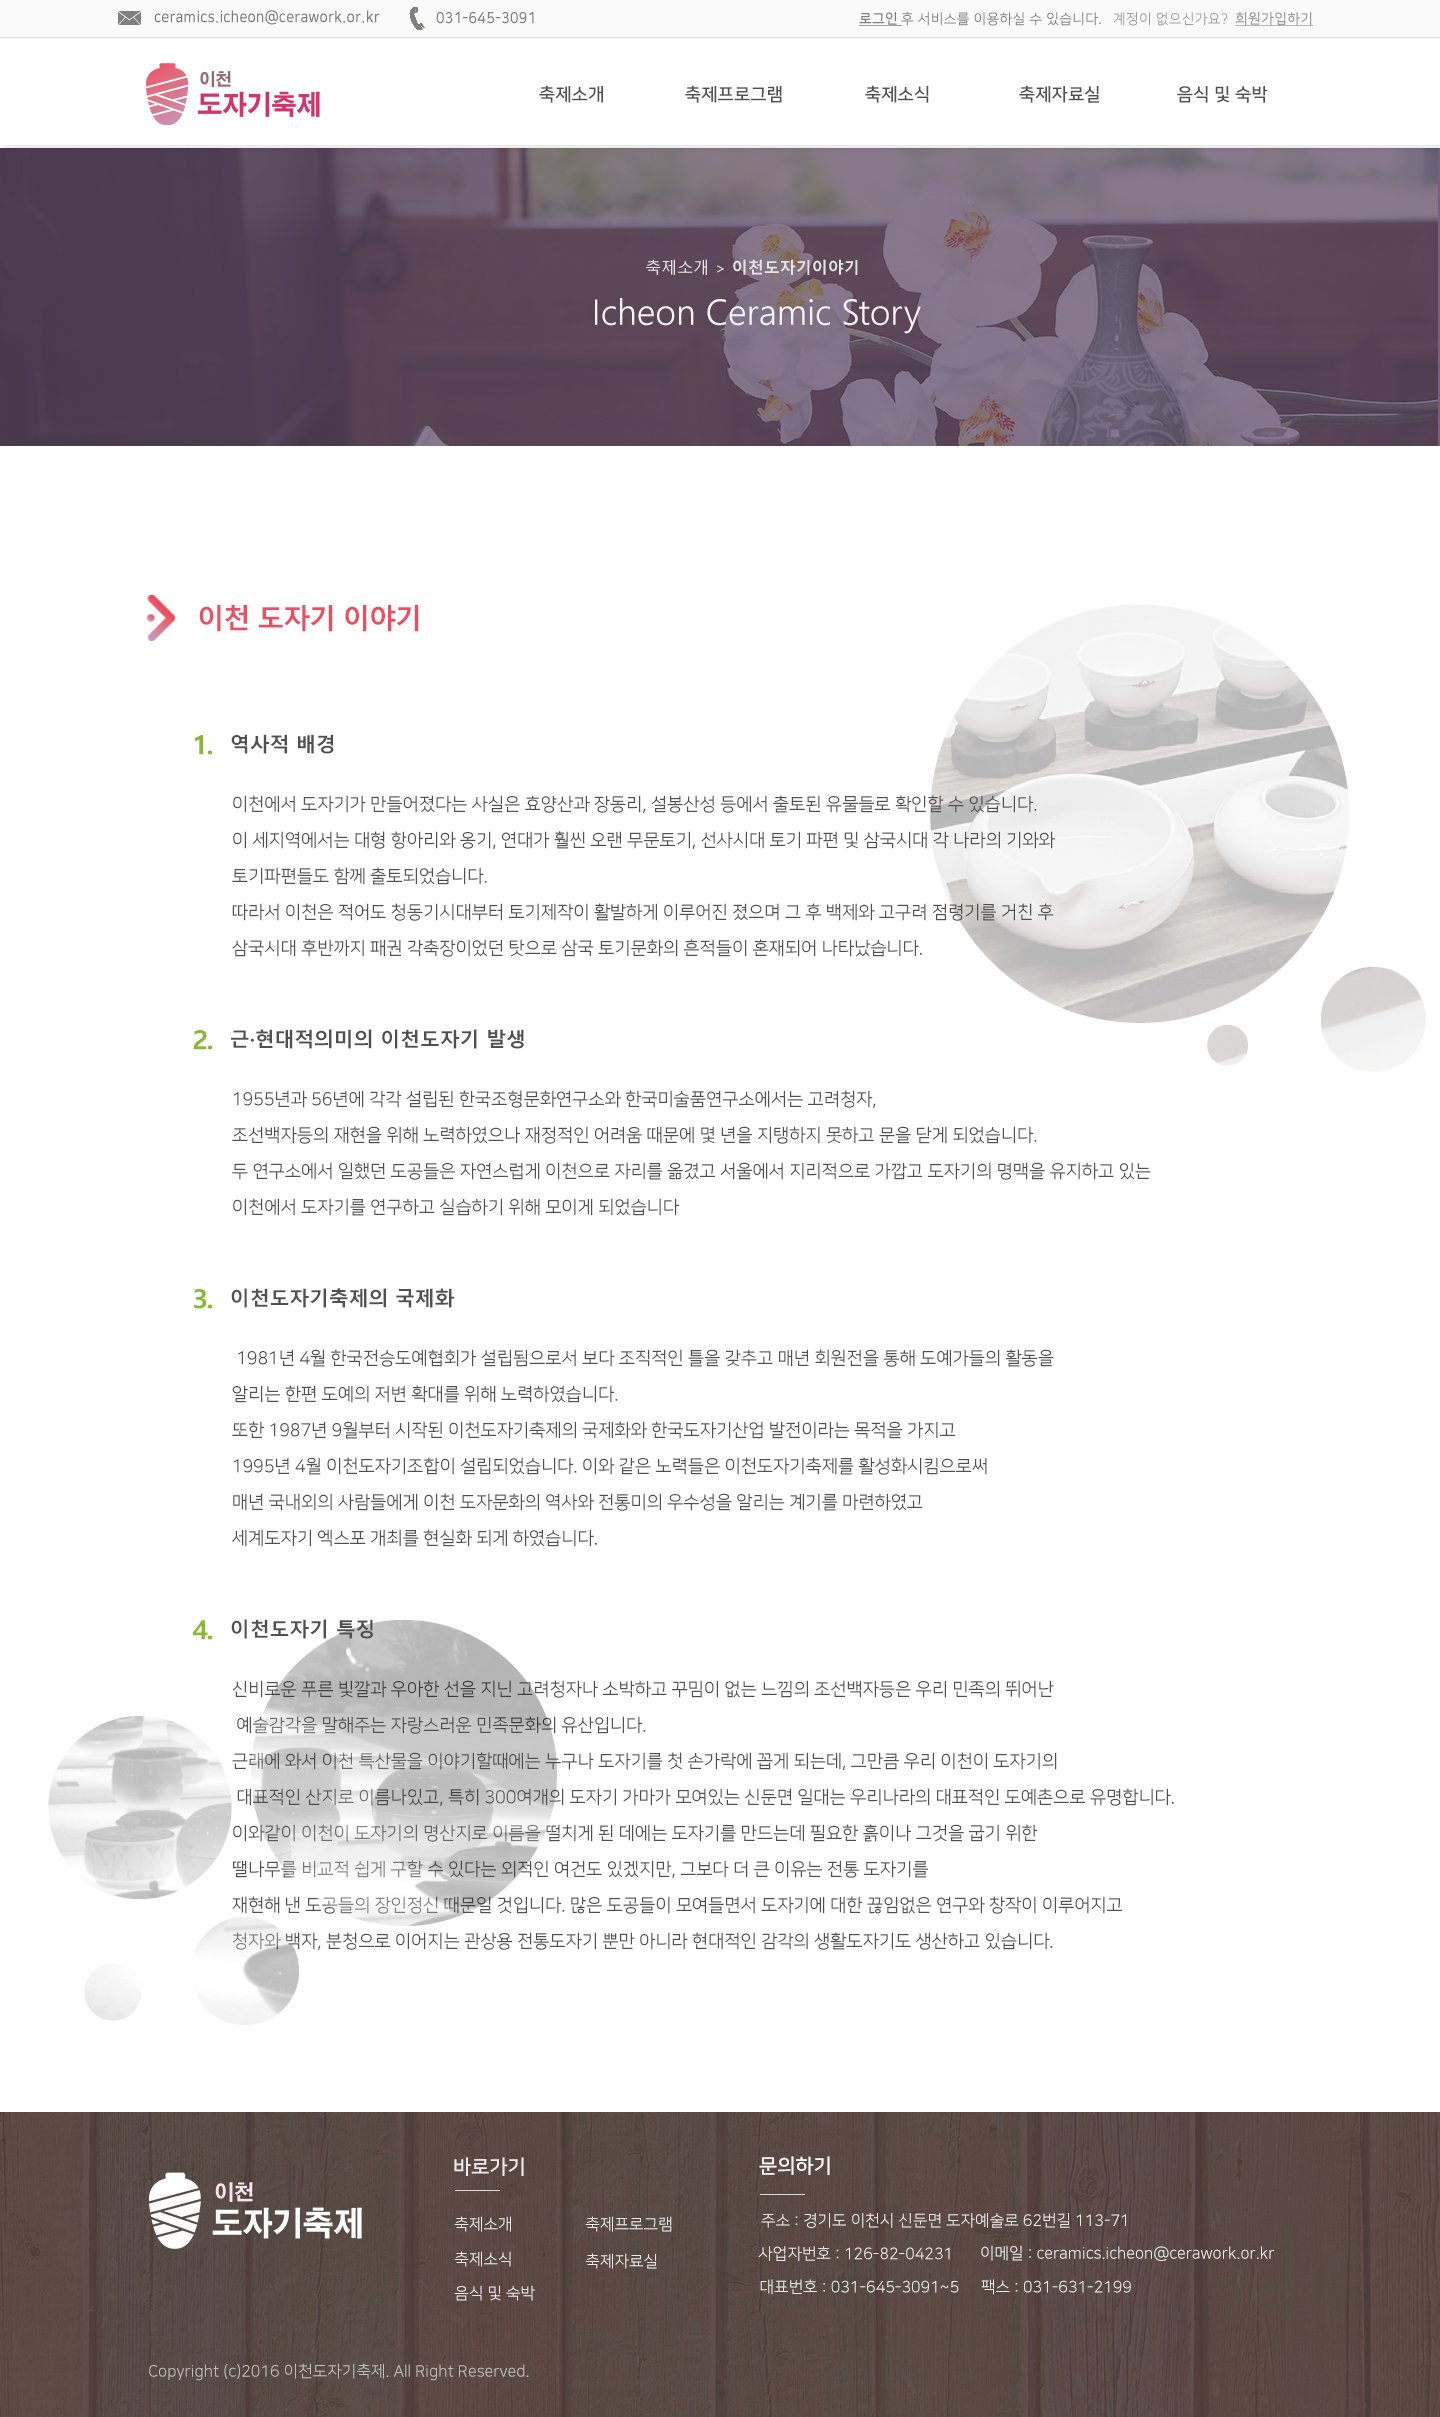 ceramics.icheon@cerawork.or.kr 031-645-3091 로그인 후 서비스를 이용하실 수 있습니다. 계정이 없으신가요? 회원가입하기
이천
도자기축제
축제소개 축제프로그램 축제소식 축제자료실 음식 및 숙박
축제소개 > 이천도자기이야기
Icheon Ceramic Story
이천 도자기 이야기
1. 역사적 배경
이천에서 도자기가 만들어졌다는 사실은 효양산과 장동리, 설봉산성 등에서 출토된 유물들로 확인할 수 있습니다.
이 세지역에서는 대형 항아리와 옹기, 연대가 훨씬 오랜 무문토기, 선사시대 토기 파편 및 삼국시대 각 나라의 기와와
토기파편들도 함께 출토되었습니다.
따라서 이천은 적어도 청동기시대부터 토기제작이 활발하게 이루어진 졌으며 그 후 백제와 고구려 점령기를 거친 후
삼국시대 후반까지 패권 각축장이었던 탓으로 삼국 토기문화의 흔적들이 혼재되어 나타났습니다.
2. 근·현대적의미의 이천도자기 발생
1955년과 56년에 각각 설립된 한국조형문화연구소와 한국미술품연구소에서는 고려청자,
조선백자등의 재현을 위해 노력하였으나 재정적인 어려움 때문에 몇 년을 지탱하지 못하고 문을 닫게 되었습니다.
두 연구소에서 일했던 도공들은 자연스럽게 이천으로 자리를 옮겼고 서울에서 지리적으로 가깝고 도자기의 명맥을 유지하고 있는
이천에서 도자기를 연구하고 실습하기 위해 모이게 되었습니다
3. 이천도자기축제의 국제화
1981년 4월 한국전승도예협회가 설립됨으로서 보다 조직적인 틀을 갖추고 매년 회원전을 통해 도예가들의 활동을
알리는 한편 도예의 저변 확대를 위해 노력하였습니다.
또한 1987년 9월부터 시작된 이천도자기축제의 국제화와 한국도자기산업 발전이라는 목적을 가지고
1995년 4월 이천도자기조합이 설립되었습니다. 이와 같은 노력들은 이천도자기축제를 활성화시킴으로써
매년 국내외의 사람들에게 이천 도자문화의 역사와 전통미의 우수성을 알리는 계기를 마련하였고
세계도자기 엑스포 개최를 현실화 되게 하였습니다.
4. 이천도자기 특징
신비로운 푸른 빛깔과 우아한 선을 지닌 고려청자나 소박하고 꾸밈이 없는 느낌의 조선백자등은 우리 민족의 뛰어난
예술감각을 말해주는 자랑스러운 민족문화의 유산입니다.
근래에 와서 이천 특산물을 이야기할때에는 누구나 도자기를 첫 손가락에 꼽게 되는데, 그만큼 우리 이천이 도자기의
대표적인 산지로 이름나있고, 특히 300여개의 도자기 가마가 모여있는 신둔면 일대는 우리나라의 대표적인 도예촌으로 유명합니다.
이와같이 이천이 도자기의 명산지로 이름을 떨치게 된 데에는 도자기를 만드는데 필요한 흙이나 그것을 굽기 위한
땔나무를 비교적 쉽게 구할 수 있다는 외적인 여건도 있겠지만, 그보다 더 큰 이유는 전통 도자기를
재현해 낸 도공들의 장인정신 때문일 것입니다. 많은 도공들이 모여들면서 도자기에 대한 끊임없은 연구와 창작이 이루어지고
청자와 백자, 분청으로 이어지는 관상용 전통도자기 뿐만 아니라 현대적인 감각의 생활도자기도 생산하고 있습니다.
이천
도자기축제
바로가기
축제소개 축제프로그램
축제소식 축제자료실
음식 및 숙박
문의하기
주소 : 경기도 이천시 신둔면 도자예술로 62번길 113-71
사업자번호 : 126-82-04231 이메일 : ceramics.icheon@cerawork.or.kr
대표번호 : 031-645-3091~5 팩스 : 031-631-2199
Copyright (c)2016 이천도자기축제. All Right Reserved.